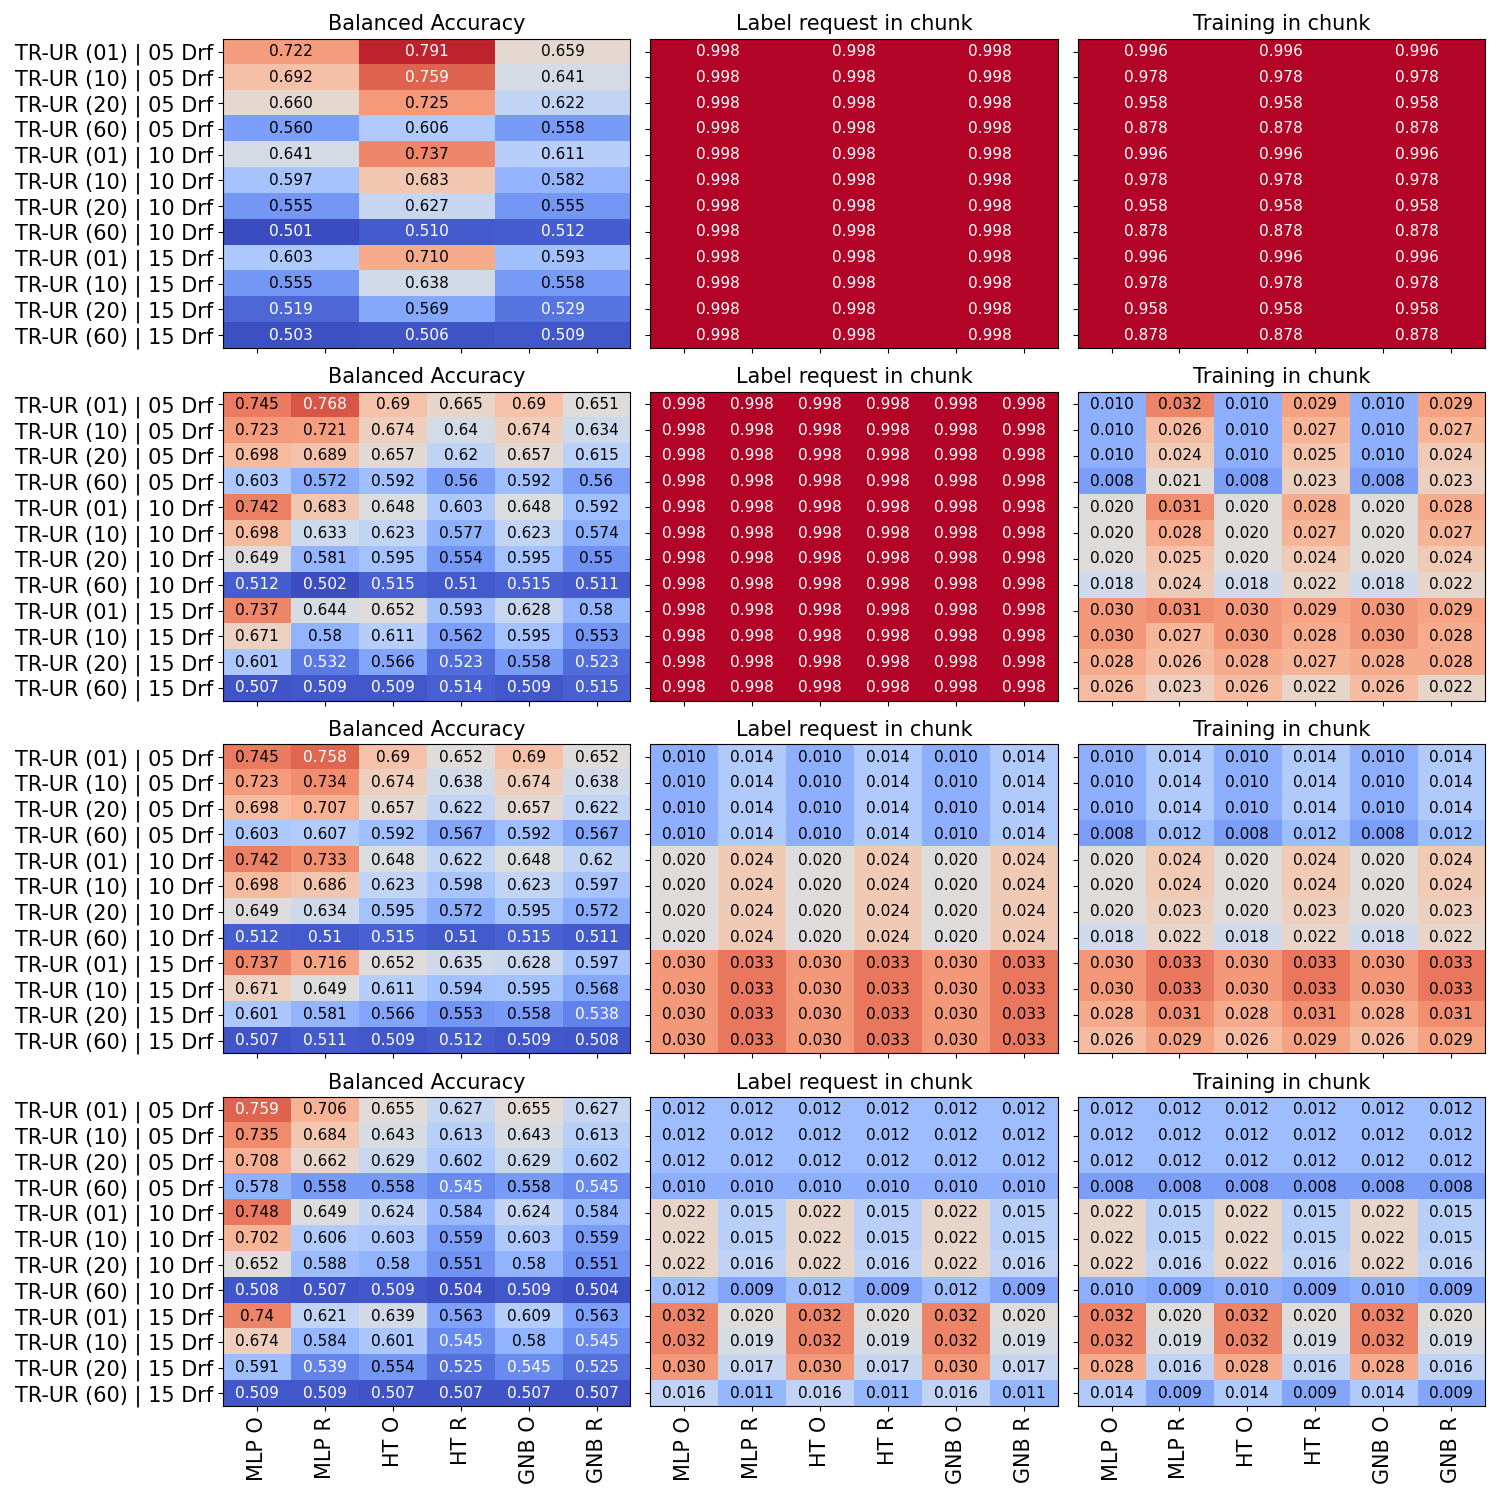 Balanced Accuracy Label request in chunk Training in chunk
TR-UR (01) | 05 Drf 0.722 0.791 0.659 0.998 0.998 0.998 0.996 0.996 0.996
TR-UR (10) | 05 Drf 0.692 0.759 0.641 0.998 0.998 0.998 0.978 0.978 0.978
TR-UR (20) | 05 Drf 0.660 0.725 0.622 0.998 0.998 0.998 0.958 0.958 0.958
TR-UR (60) | 05 Drf 0.560 0.606 0.558 0.998 0.998 0.998 0.878 0.878 0.878
TR-UR (01) | 10 Drf 0.641 0.737 0.611 0.998 0.998 0.998 0.996 0.996 0.996
TR-UR (10) | 10 Drf 0.597 0.683 0.582 0.998 0.998 0.998 0.978 0.978 0.978
TR-UR (20) | 10 Drf 0.555 0.627 0.555 0.998 0.998 0.998 0.958 0.958 0.958
TR-UR (60) | 10 Drf 0.501 0.510 0.512 0.998 0.998 0.998 0.878 0.878 0.878
TR-UR (01) | 15 Drf 0.603 0.710 0.593 0.998 0.998 0.998 0.996 0.996 0.996
TR-UR (10) | 15 Drf 0.555 0.638 0.558 0.998 0.998 0.998 0.978 0.978 0.978
TR-UR (20) | 15 Drf 0.519 0.569 0.529 0.998 0.998 0.998 0.958 0.958 0.958
TR-UR (60) | 15 Drf 0.503 0.506 0.509 0.998 0.998 0.998 0.878 0.878 0.878
Balanced Accuracy Label request in chunk Training in chunk
TR-UR (01) | 05 Drf 0.745 0.768 0.69 0.665 0.69 0.651 0.998 0.998 0.998 0.998 0.998 0.998 0.010 0.032 0.010 0.029 0.010 0.029
TR-UR (10) | 05 Drf 0.723 0.721 0.674 0.64 0.674 0.634 0.998 0.998 0.998 0.998 0.998 0.998 0.010 0.026 0.010 0.027 0.010 0.027
TR-UR (20) | 05 Drf 0.698 0.689 0.657 0.62 0.657 0.615 0.998 0.998 0.998 0.998 0.998 0.998 0.010 0.024 0.010 0.025 0.010 0.024
TR-UR (60) | 05 Drf 0.603 0.572 0.592 0.56 0.592 0.56 0.998 0.998 0.998 0.998 0.998 0.998 0.008 0.021 0.008 0.023 0.008 0.023
TR-UR (01) | 10 Drf 0.742 0.683 0.648 0.603 0.648 0.592 0.998 0.998 0.998 0.998 0.998 0.998 0.020 0.031 0.020 0.028 0.020 0.028
TR-UR (10) | 10 Drf 0.698 0.633 0.623 0.577 0.623 0.574 0.998 0.998 0.998 0.998 0.998 0.998 0.020 0.028 0.020 0.027 0.020 0.027
TR-UR (20) | 10 Drf 0.649 0.581 0.595 0.554 0.595 0.55 0.998 0.998 0.998 0.998 0.998 0.998 0.020 0.025 0.020 0.024 0.020 0.024
TR-UR (60) | 10 Drf 0.512 0.502 0.515 0.51 0.515 0.511 0.998 0.998 0.998 0.998 0.998 0.998 0.018 0.024 0.018 0.022 0.018 0.022
TR-UR (01) | 15 Drf 0.737 0.644 0.652 0.593 0.628 0.58 0.998 0.998 0.998 0.998 0.998 0.998 0.030 0.031 0.030 0.029 0.030 0.029
TR-UR (10) | 15 Drf 0.671 0.58 0.611 0.562 0.595 0.553 0.998 0.998 0.998 0.998 0.998 0.998 0.030 0.027 0.030 0.028 0.030 0.028
TR-UR (20) | 15 Drf 0.601 0.532 0.566 0.523 0.558 0.523 0.998 0.998 0.998 0.998 0.998 0.998 0.028 0.026 0.028 0.027 0.028 0.028
TR-UR (60) | 15 Drf 0.507 0.509 0.509 0.514 0.509 0.515 0.998 0.998 0.998 0.998 0.998 0.998 0.026 0.023 0.026 0.022 0.026 0.022
Balanced Accuracy Label request in chunk Training in chunk
TR-UR (01) | 05 Drf 0.745 0.758 0.69 0.652 0.69 0.652 0.010 0.014 0.010 0.014 0.010 0.014 0.010 0.014 0.010 0.014 0.010 0.014
TR-UR (10) | 05 Drf 0.723 0.734 0.674 0.638 0.674 0.638 0.010 0.014 0.010 0.014 0.010 0.014 0.010 0.014 0.010 0.014 0.010 0.014
TR-UR (20) | 05 Drf 0.698 0.707 0.657 0.622 0.657 0.622 0.010 0.014 0.010 0.014 0.010 0.014 0.010 0.014 0.010 0.014 0.010 0.014
TR-UR (60) | 05 Drf 0.603 0.607 0.592 0.567 0.592 0.567 0.010 0.014 0.010 0.014 0.010 0.014 0.008 0.012 0.008 0.012 0.008 0.012
TR-UR (01) | 10 Drf 0.742 0.733 0.648 0.622 0.648 0.62 0.020 0.024 0.020 0.024 0.020 0.024 0.020 0.024 0.020 0.024 0.020 0.024
TR-UR (10) | 10 Drf 0.698 0.686 0.623 0.598 0.623 0.597 0.020 0.024 0.020 0.024 0.020 0.024 0.020 0.024 0.020 0.024 0.020 0.024
TR-UR (20) | 10 Drf 0.649 0.634 0.595 0.572 0.595 0.572 0.020 0.024 0.020 0.024 0.020 0.024 0.020 0.023 0.020 0.023 0.020 0.023
TR-UR (60) | 10 Drf 0.512 0.51 0.515 0.51 0.515 0.511 0.020 0.024 0.020 0.024 0.020 0.024 0.018 0.022 0.018 0.022 0.018 0.022
TR-UR (01) | 15 Drf 0.737 0.716 0.652 0.635 0.628 0.597 0.030 0.033 0.030 0.033 0.030 0.033 0.030 0.033 0.030 0.033 0.030 0.033
TR-UR (10) | 15 Drf 0.671 0.649 0.611 0.594 0.595 0.568 0.030 0.033 0.030 0.033 0.030 0.033 0.030 0.033 0.030 0.033 0.030 0.033
TR-UR (20) | 15 Drf 0.601 0.581 0.566 0.553 0.558 0.538 0.030 0.033 0.030 0.033 0.030 0.033 0.028 0.031 0.028 0.031 0.028 0.031
TR-UR (60) | 15 Drf 0.507 0.511 0.509 0.512 0.509 0.508 0.030 0.033 0.030 0.033 0.030 0.033 0.026 0.029 0.026 0.029 0.026 0.029
Balanced Accuracy Label request in chunk Training in chunk
TR-UR (01) | 05 Drf 0.759 0.706 0.655 0.627 0.655 0.627 0.012 0.012 0.012 0.012 0.012 0.012 0.012 0.012 0.012 0.012 0.012 0.012
TR-UR (10) | 05 Drf 0.735 0.684 0.643 0.613 0.643 0.613 0.012 0.012 0.012 0.012 0.012 0.012 0.012 0.012 0.012 0.012 0.012 0.012
TR-UR (20) | 05 Drf 0.708 0.662 0.629 0.602 0.629 0.602 0.012 0.012 0.012 0.012 0.012 0.012 0.012 0.012 0.012 0.012 0.012 0.012
TR-UR (60) | 05 Drf 0.578 0.558 0.558 0.545 0.558 0.545 0.010 0.010 0.010 0.010 0.010 0.010 0.008 0.008 0.008 0.008 0.008 0.008
TR-UR (01) | 10 Drf 0.748 0.649 0.624 0.584 0.624 0.584 0.022 0.015 0.022 0.015 0.022 0.015 0.022 0.015 0.022 0.015 0.022 0.015
TR-UR (10) | 10 Drf 0.702 0.606 0.603 0.559 0.603 0.559 0.022 0.015 0.022 0.015 0.022 0.015 0.022 0.015 0.022 0.015 0.022 0.015
TR-UR (20) | 10 Drf 0.652 0.588 0.58 0.551 0.58 0.551 0.022 0.016 0.022 0.016 0.022 0.016 0.022 0.016 0.022 0.016 0.022 0.016
TR-UR (60) | 10 Drf 0.508 0.507 0.509 0.504 0.509 0.504 0.012 0.009 0.012 0.009 0.012 0.009 0.010 0.009 0.010 0.009 0.010 0.009
TR-UR (01) | 15 Drf 0.74 0.621 0.639 0.563 0.609 0.563 0.032 0.020 0.032 0.020 0.032 0.020 0.032 0.020 0.032 0.020 0.032 0.020
TR-UR (10) | 15 Drf 0.674 0.584 0.601 0.545 0.58 0.545 0.032 0.019 0.032 0.019 0.032 0.019 0.032 0.019 0.032 0.019 0.032 0.019
TR-UR (20) | 15 Drf 0.591 0.539 0.554 0.525 0.545 0.525 0.030 0.017 0.030 0.017 0.030 0.017 0.028 0.016 0.028 0.016 0.028 0.016
TR-UR (60) | 15 Drf 0.509 0.509 0.507 0.507 0.507 0.507 0.016 0.011 0.016 0.011 0.016 0.011 0.014 0.009 0.014 0.009 0.014 0.009
MLP O MLP R HT O HT R GNB O GNB R MLP O MLP R HT O HT R GNB O GNB R MLP O MLP R HT O HT R GNB O GNB R